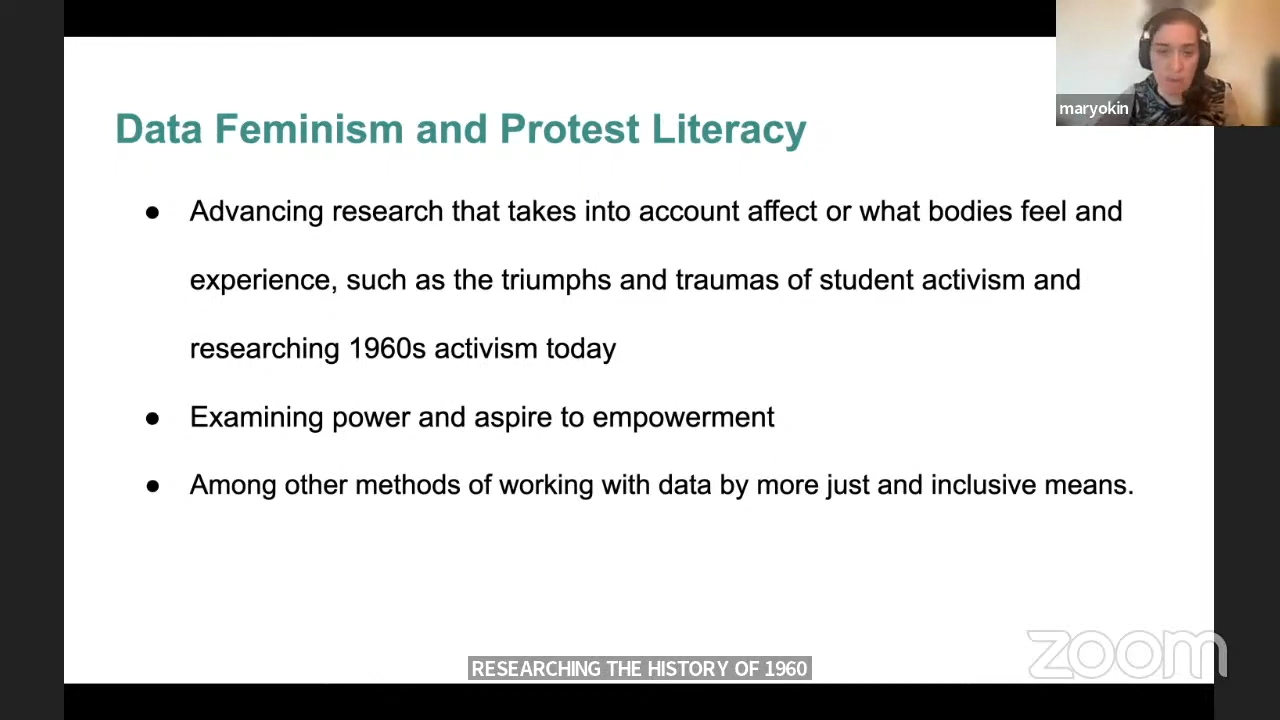 maryokin
Data Feminism and Protest Literacy
● Advancing research that takes into account affect or what bodies feel and
experience, such as the triumphs and traumas of student activism and
researching 1960s activism today
● Examining power and aspire to empowerment
● Among other methods of working with data by more just and inclusive means.
zoom
RESEARCHING THE HISTORY OF 1960